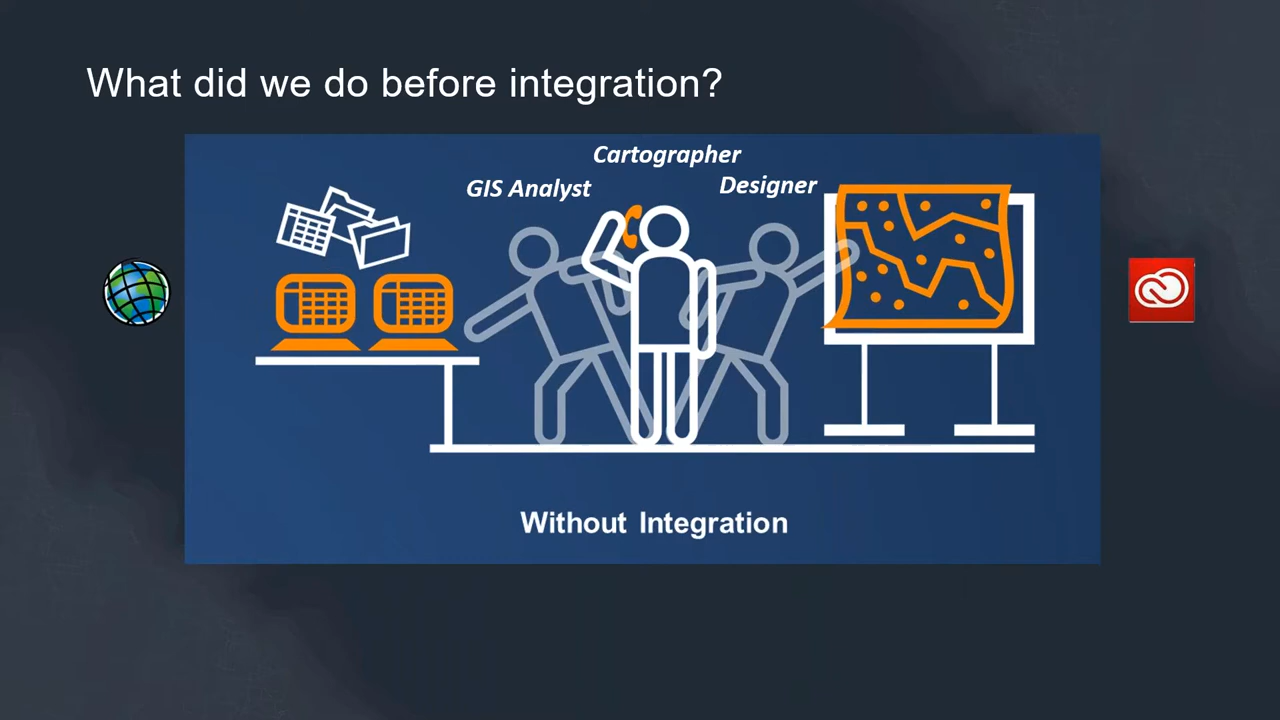 What did we do before integration?
Cartographer
GIS Analyst
Designer
Without Integration